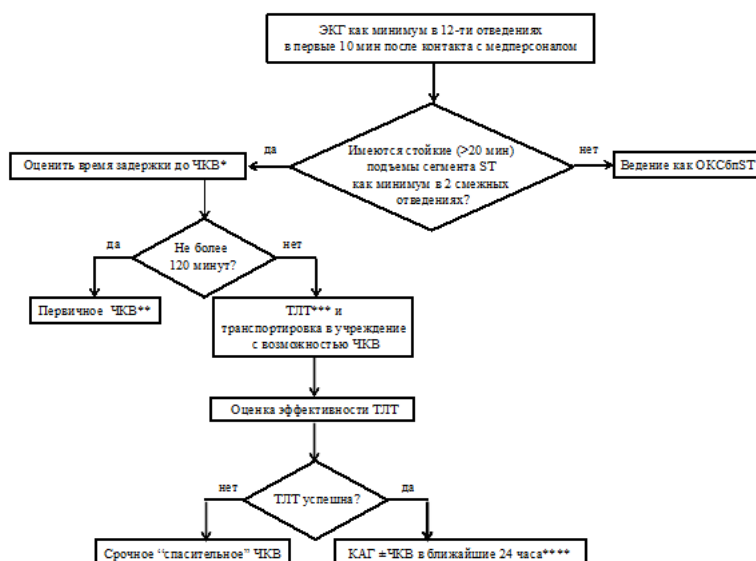 ЭКГ как минимум в 12-ти отведениях
в первые 10 мин после контакта с медперсоналом
да
Имеются стойкие (>20 мин)
подъемы сегмента ST
как минимум в 2 смежных
отведениях?
нет
Оценить время задержки до ЧКВ*
Ведение как ОКСбпST
да
Не более
120 минут?
нет
Первичное ЧКВ**
ТЛТ*** и
транспортировка в учреждение
с возможностью ЧКВ
Оценка эффективности ТЛТ
нет
ТЛТ успешна?
да
Срочное “спасительное” ЧКВ
КАГ ±ЧКВ в ближайшие 24 часа****